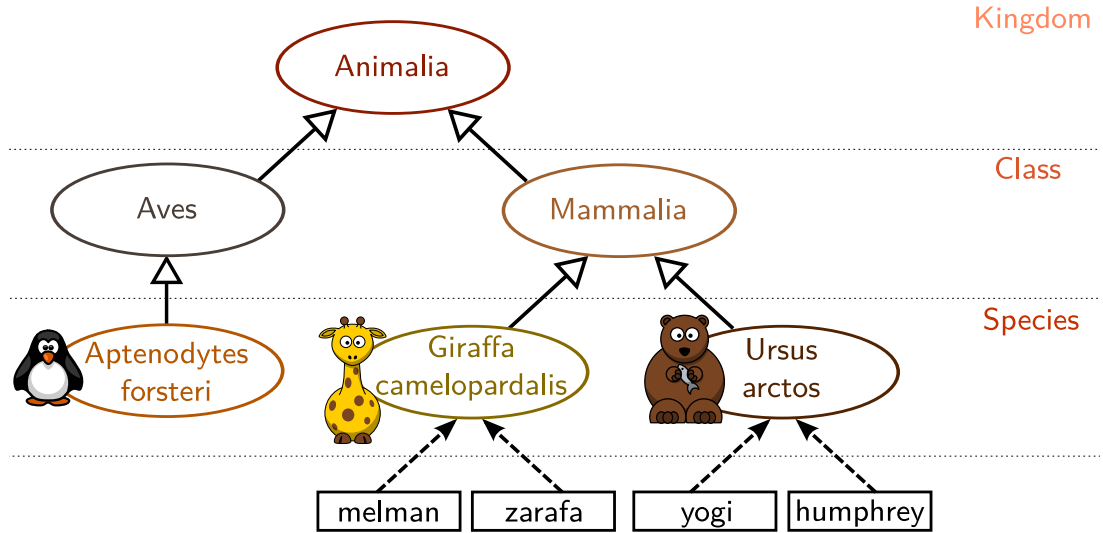 Kingdom
Animalia
Class
Aves
Mammalia
Species
Aptenodytes
forsteri
Giraffa
camelopardalis
Ursus
arctos
melman
zarafa
yogi
humphrey